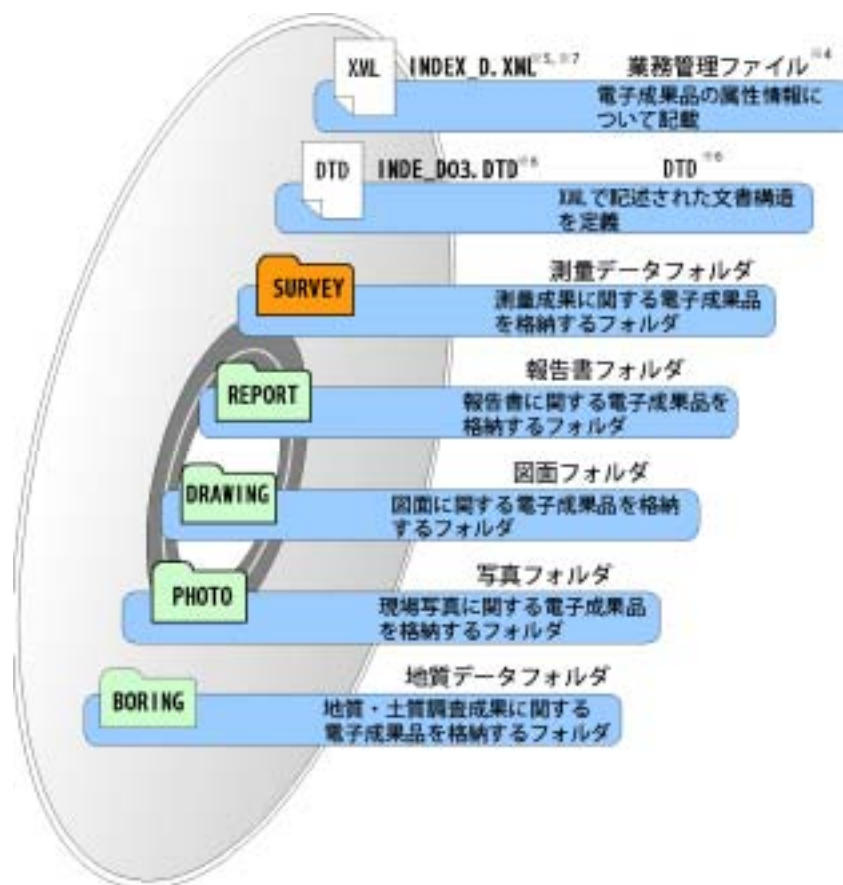 XML INDEX_D.XML※5,※7 業務管理ファイル※4
電子成果品の属性情報に
ついて記載
DTD INDE_D03.DTD※6 DTD※6
XMLで記述された文書構造
を定義
SURVEY 測量データフォルダ
測量成果に関する電子成果品
を格納するフォルダ
REPORT 報告書フォルダ
報告書に関する電子成果品を
格納するフォルダ
DRAWING 図面フォルダ
図面に関する電子成果品を格納
するフォルダ
PHOTO 写真フォルダ
現場写真に関する電子成果品
を格納するフォルダ
BORING 地質データフォルダ
地質・土質調査成果に関する
電子成果品を格納するフォルダ